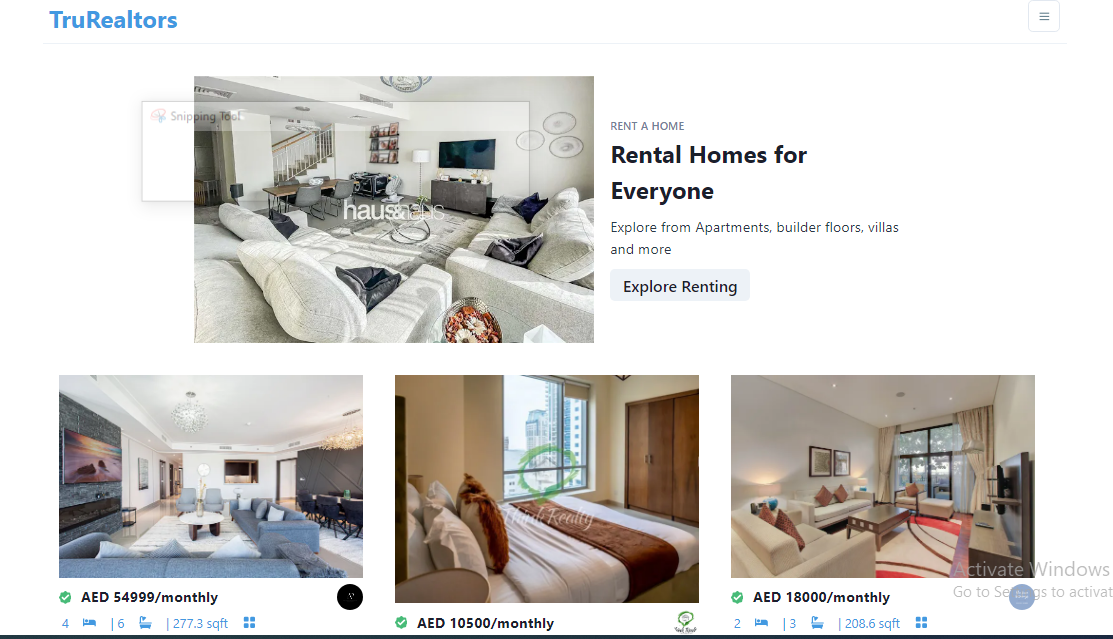 TruRealtors
Snipping Tool
haus&haus
RENT A HOME
Rental Homes for
Everyone
Explore from Apartments, builder floors, villas
and more
Explore Renting
Think Realty
AED 54999/monthly
4 | 6 | 277.3 sqft
AED 10500/monthly
AED 18000/monthly
2 | 3 | 208.6 sqft
Activate Windows
Go to Settings to activat